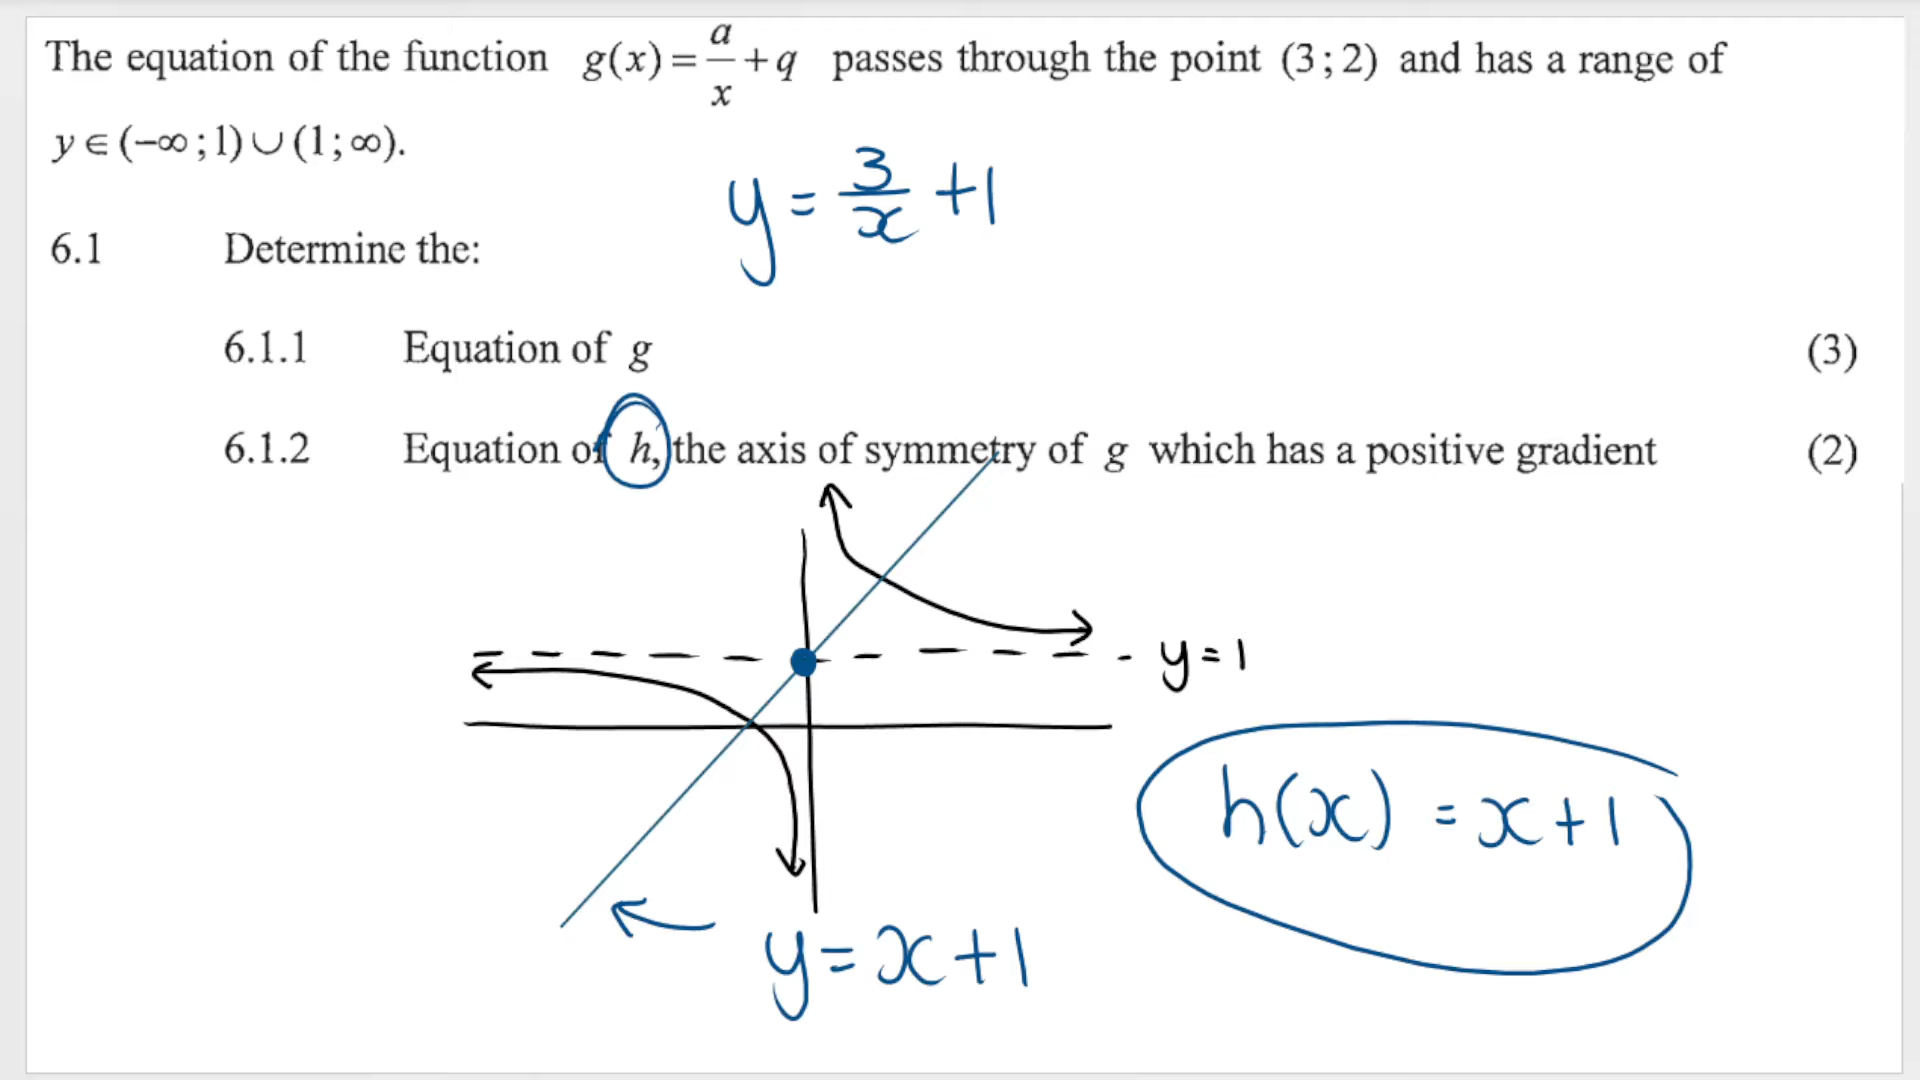 The equation of the function g(x) = a/x + q passes through the point (3 ; 2) and has a range of
y ∈ (−∞ ; 1) ∪ (1 ; ∞).
y = 3/x + 1
6.1 Determine the:
6.1.1 Equation of g (3)
6.1.2 Equation of h, the axis of symmetry of g which has a positive gradient (2)
y = 1
h(x) = x + 1
y = x + 1